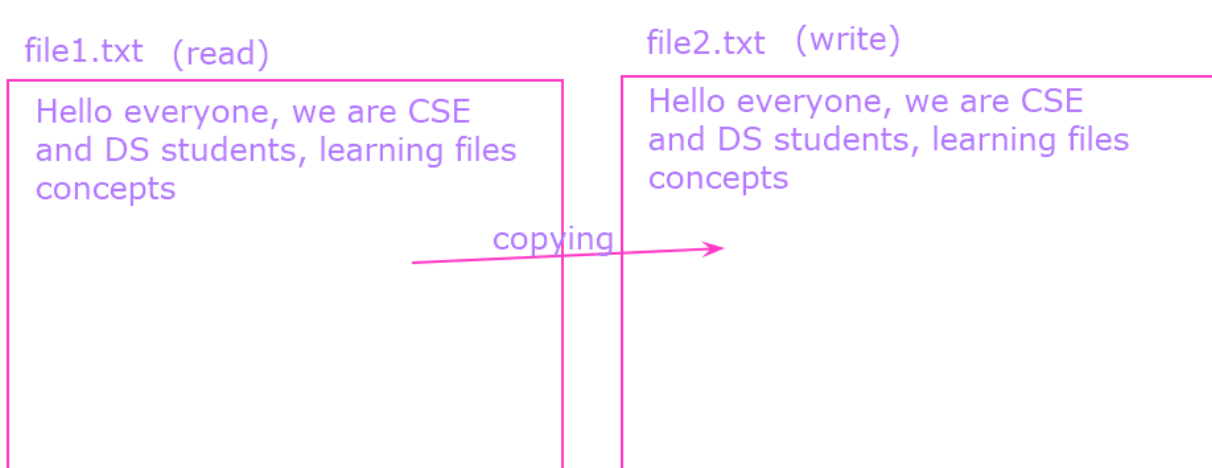 file1.txt (read)
Hello everyone, we are CSE
and DS students, learning files
concepts
copying
file2.txt (write)
Hello everyone, we are CSE
and DS students, learning files
concepts